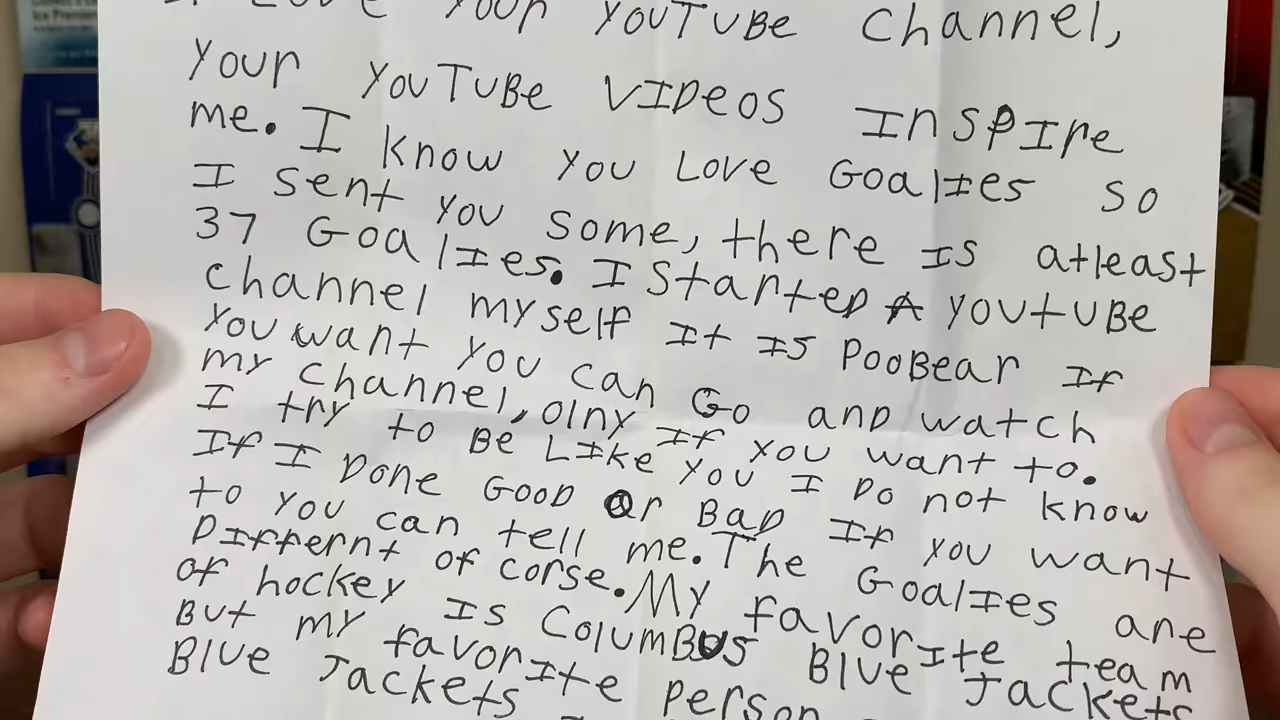 I Love Your YouTUBe channel,
Your YouTUBe VIDeos InspIre
me. I know you Love GoalIes so
I sent you some, there Is atleast
37 GoalIes. I StarteD A YoutUBe
channel myself It Is PooBear If
You want you can Go anD watch
my channel, olny If you want to.
I try to Be LIke you I Do not know
If I Done GooD or BaD If you want
to you can tell me. The GoalIes are
DIffernt of corse. My favorIte team
of hockey Is ColumBus Blue Jackets
But my favorIte person
Blue Jackets